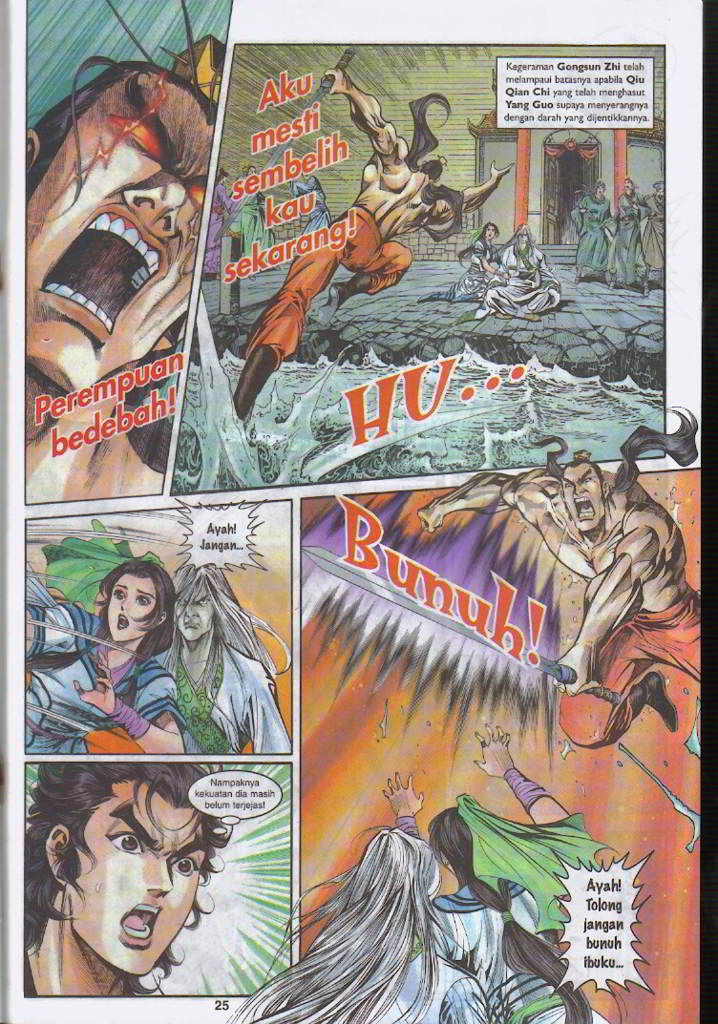 Perempuan
bedebah!
Kegeraman Gongsun Zhi telah
melampaui batasnya apabila Qiu
Qian Chi yang telah menghasut
Yang Guo supaya menyerangnya
dengan darah yang dijentikkannya.
Aku
mesti
sembelih
kau
sekarang!
HU...
Ayah!
Jangan...
Bunuh!
Nampaknya
kekuatan dia masih
belum terjejas!
Ayah!
Tolong
jangan
bunuh
ibuku...
25